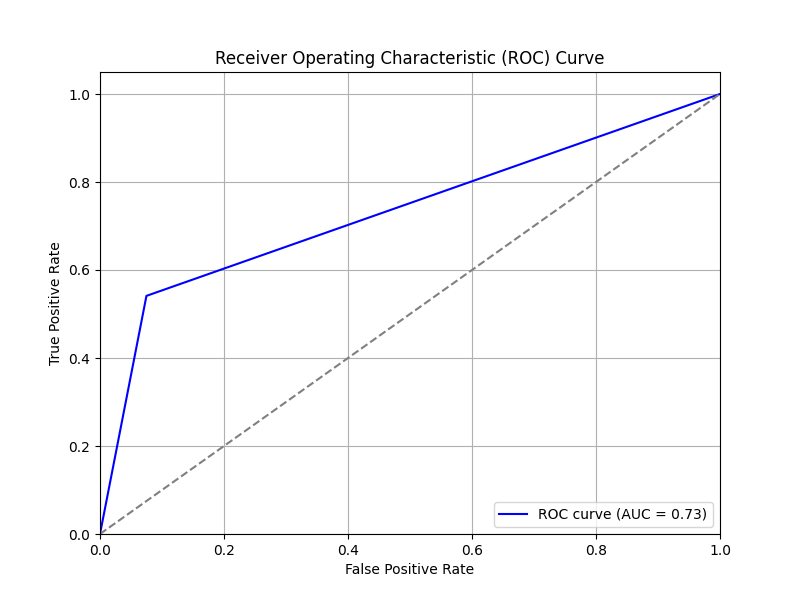 Receiver Operating Characteristic (ROC) Curve
1.0
0.8
0.6
0.4
0.2
0.0
True Positive Rate
ROC curve (AUC = 0.73)
0.0 0.2 0.4 0.6 0.8 1.0
False Positive Rate